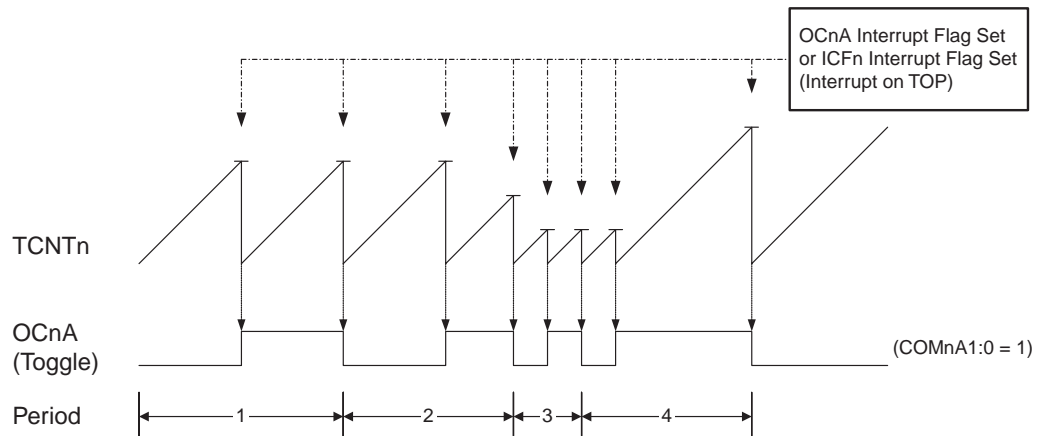 OCnA Interrupt Flag Set
or ICFn Interrupt Flag Set
(Interrupt on TOP)
TCNTn
OCnA
(Toggle)
(COMnA1:0 = 1)
Period
1
2
3
4